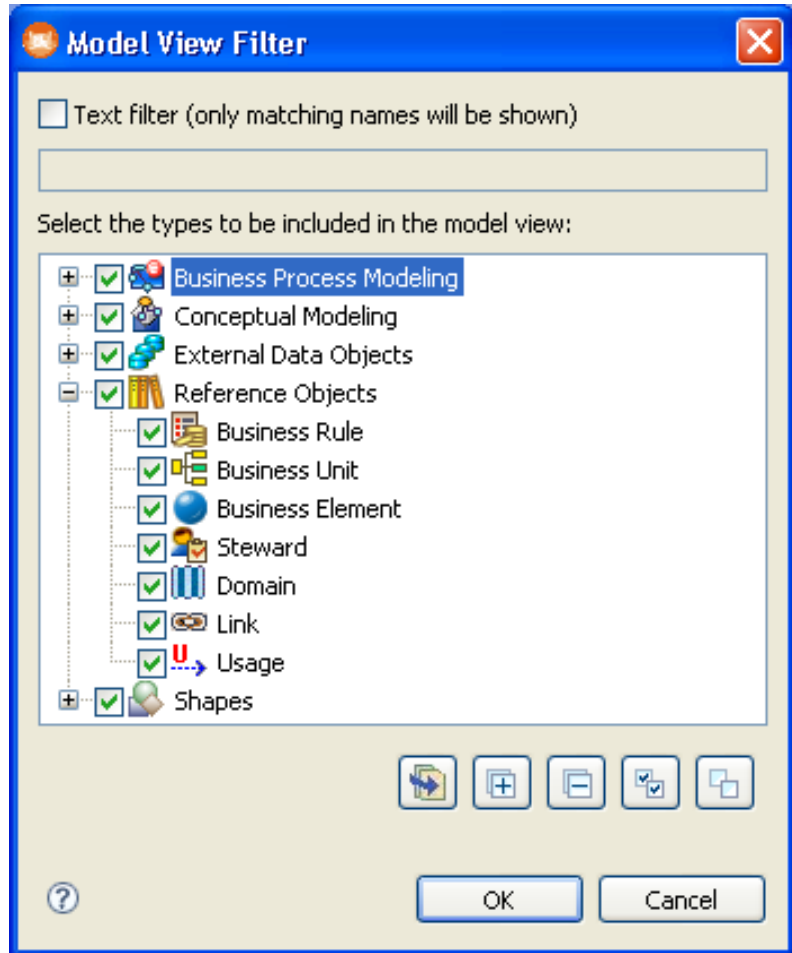 Model View Filter
Text filter (only matching names will be shown)
Select the types to be included in the model view:
Business Process Modeling
Conceptual Modeling
External Data Objects
Reference Objects
Business Rule
Business Unit
Business Element
Steward
Domain
Link
U Usage
Shapes
? OK Cancel